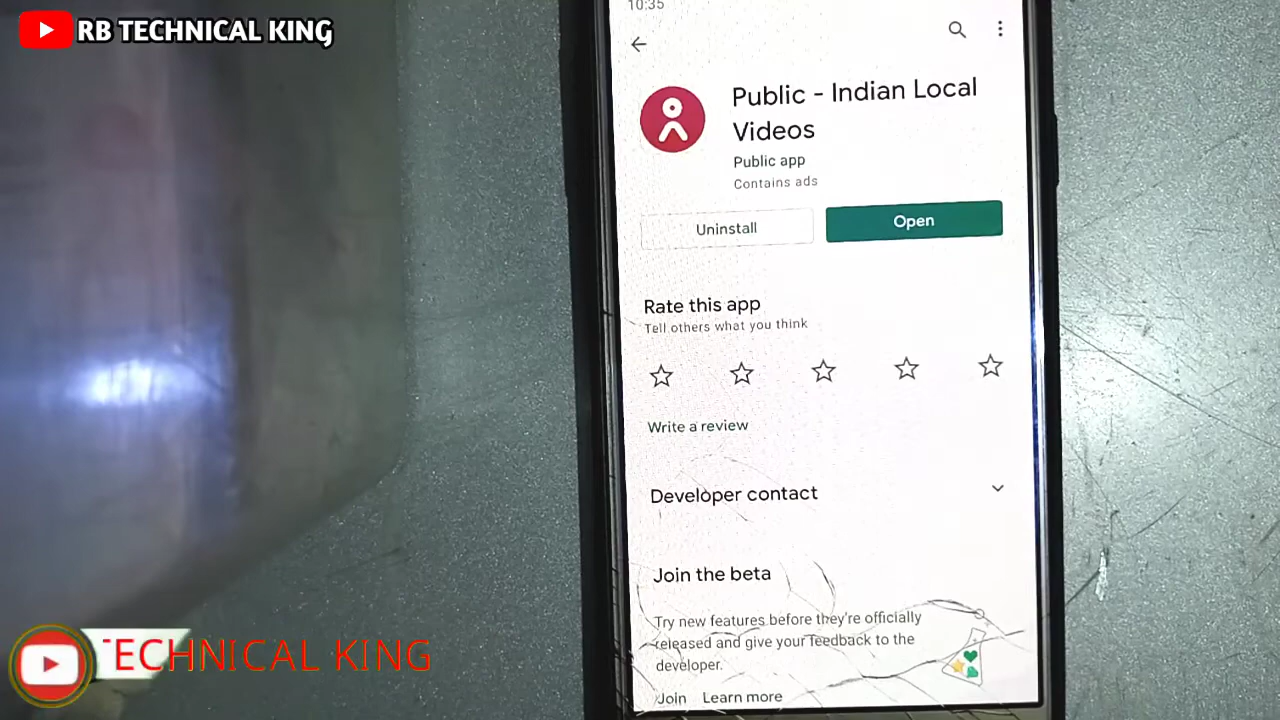 RB TECHNICAL KING
10:35
Public - Indian Local
Videos
Public app
Contains ads
Uninstall
Open
Rate this app
Tell others what you think
Write a review
Developer contact
Join the beta
Try new features before they're officially
released and give your feedback to the
developer.
Join Learn more
TECHNICAL KING